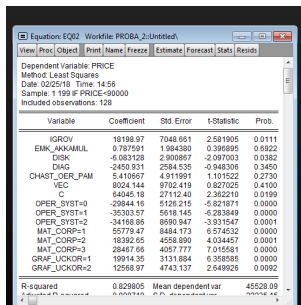 Equation: EQ02 Workfile: PROBA_2::Untitled\
View Proc Object Print Name Freeze Estimate Forecast Stats Resids
Dependent Variable: PRICE
Method: Least Squares
Date: 02/25/18 Time: 14:56
Sample: 1 199 IF PRICE<90000
Included observations: 128
Variable Coefficient Std. Error t-Statistic Prob.
IGROV 18198.97 7048.661 2.581905 0.0111
EMK_AKKAMUL 0.787591 1.984380 0.396895 0.6922
DISK -6.083128 2.900867 -2.097003 0.0382
DIAG -2450.931 2584.535 -0.948306 0.3450
CHAST_OER_PAM 5.410667 4.911991 1.101522 0.2730
VEC 8024.144 9702.419 0.827025 0.4100
C 64045.18 27112.40 2.362210 0.0199
OPER_SYST=0 -29844.16 5126.215 -5.821871 0.0000
OPER_SYST=1 -35303.57 5618.145 -6.283849 0.0000
OPER_SYST=2 -34168.86 8690.947 -3.931547 0.0001
MAT_CORP=1 55779.47 8484.173 6.574532 0.0000
MAT_CORP=2 18392.65 4558.890 4.034457 0.0001
MAT_CORP=3 28467.66 4057.777 7.015581 0.0000
GRAF_UCKOR=1 19914.35 3131.884 6.358585 0.0000
GRAF_UCKOR=2 12568.97 4743.137 2.649926 0.0092
R-squared 0.829805 Mean dependent var 45528.09